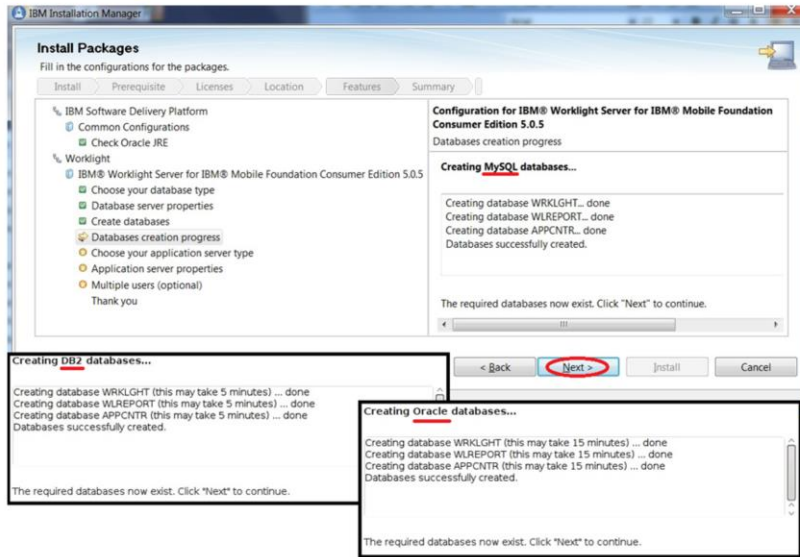 IBM Installation Manager
Install Packages
Fill in the configurations for the packages.
Install
Prerequisite
Licenses
Location
Features
Summary
IBM Software Delivery Platform
Common Configurations
Check Oracle JRE
Worklight
IBM® Worklight Server for IBM® Mobile Foundation Consumer Edition 5.0.5
Choose your database type
Database server properties
Create databases
Databases creation progress
Choose your application server type
Application server properties
Multiple users (optional)
Thank you
Configuration for IBM® Worklight Server for IBM® Mobile Foundation
Consumer Edition 5.0.5
Databases creation progress
Creating MySQL databases...
Creating database WRKLGHT... done
Creating database WLREPORT... done
Creating database APPCNTR... done
Databases successfully created.
The required databases now exist. Click "Next" to continue.
< Back
Next >
Install
Cancel
Creating DB2 databases...
Creating database WRKLGHT (this may take 5 minutes) ... done
Creating database WLREPORT (this may take 5 minutes) ... done
Creating database APPCNTR (this may take 5 minutes) ... done
Databases successfully created.
The required databases now exist. Click "Next" to continue.
Creating Oracle databases...
Creating database WRKLGHT (this may take 15 minutes) ... done
Creating database WLREPORT (this may take 15 minutes) ... done
Creating database APPCNTR (this may take 15 minutes) ... done
Databases successfully created.
The required databases now exist. Click "Next" to continue.